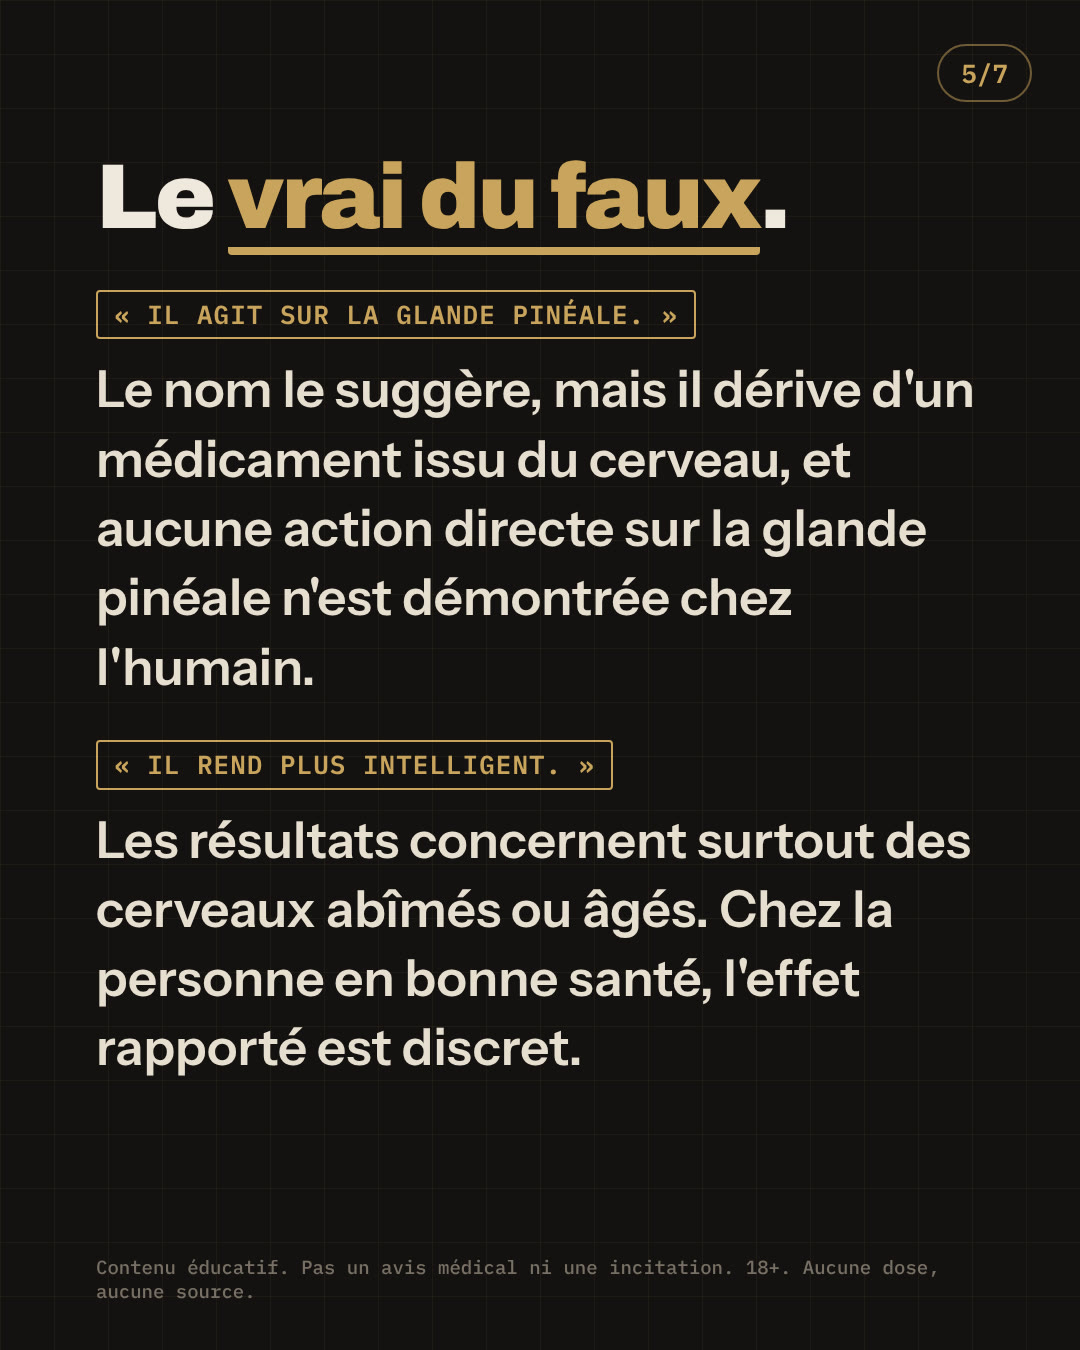 5/7
Le vrai du faux.
« IL AGIT SUR LA GLANDE PINÉALE. »
Le nom le suggère, mais il dérive d'un
médicament issu du cerveau, et
aucune action directe sur la glande
pinéale n'est démontrée chez
l'humain.
« IL REND PLUS INTELLIGENT. »
Les résultats concernent surtout des
cerveaux abîmés ou âgés. Chez la
personne en bonne santé, l'effet
rapporté est discret.
Contenu éducatif. Pas un avis médical ni une incitation. 18+. Aucune dose,
aucune source.